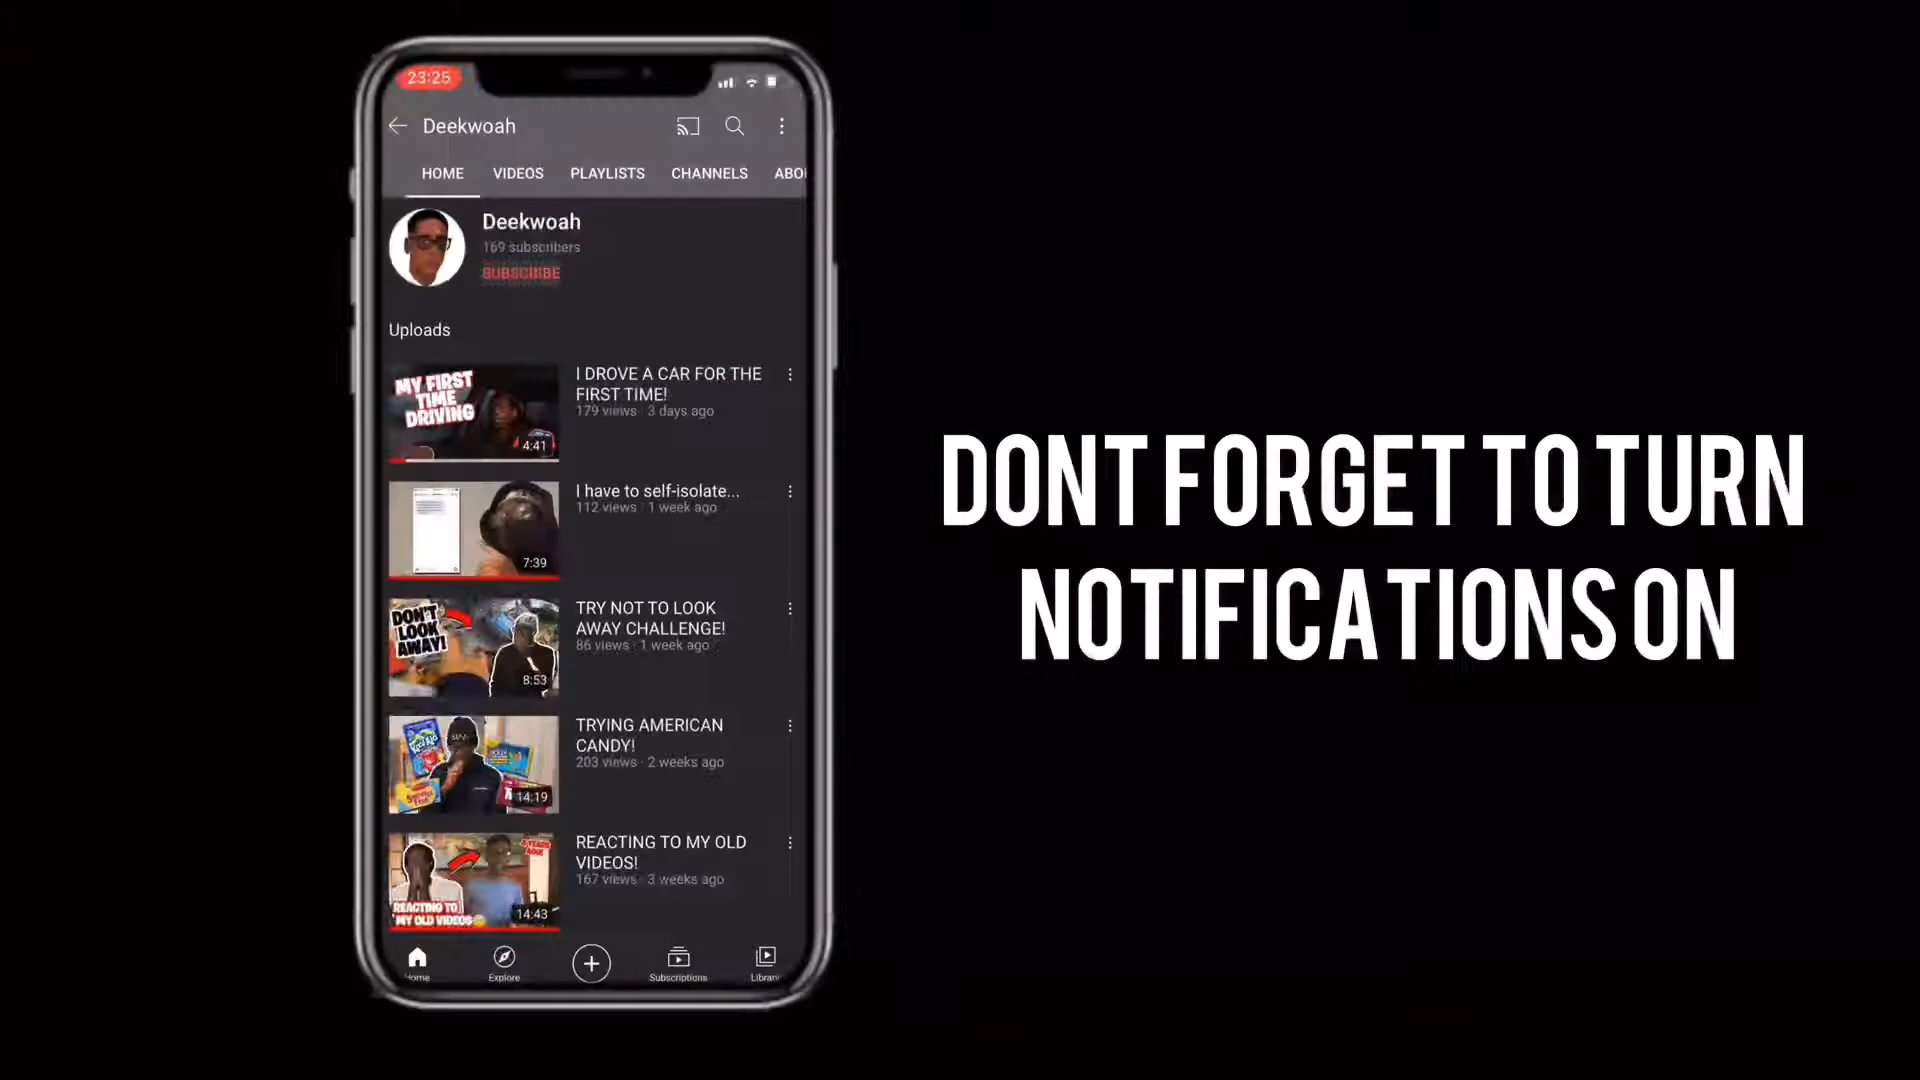 23:25
Deekwoah
HOME VIDEOS PLAYLISTS CHANNELS ABO
Deekwoah
169 subscribers
SUBSCRIBE
Uploads
MY FIRST
TIME
DRIVING
4:41
I DROVE A CAR FOR THE
FIRST TIME!
179 views · 3 days ago
7:39
I have to self-isolate...
112 views · 1 week ago
DON'T
LOOK
AWAY!
8:53
TRY NOT TO LOOK
AWAY CHALLENGE!
86 views · 1 week ago
14:19
TRYING AMERICAN
CANDY!
203 views · 2 weeks ago
REACTING TO
MY OLD VIDEOS
14:43
REACTING TO MY OLD
VIDEOS!
167 views · 3 weeks ago
Home Explore Subscriptions Library
DONT FORGET TO TURN
NOTIFICATIONS ON